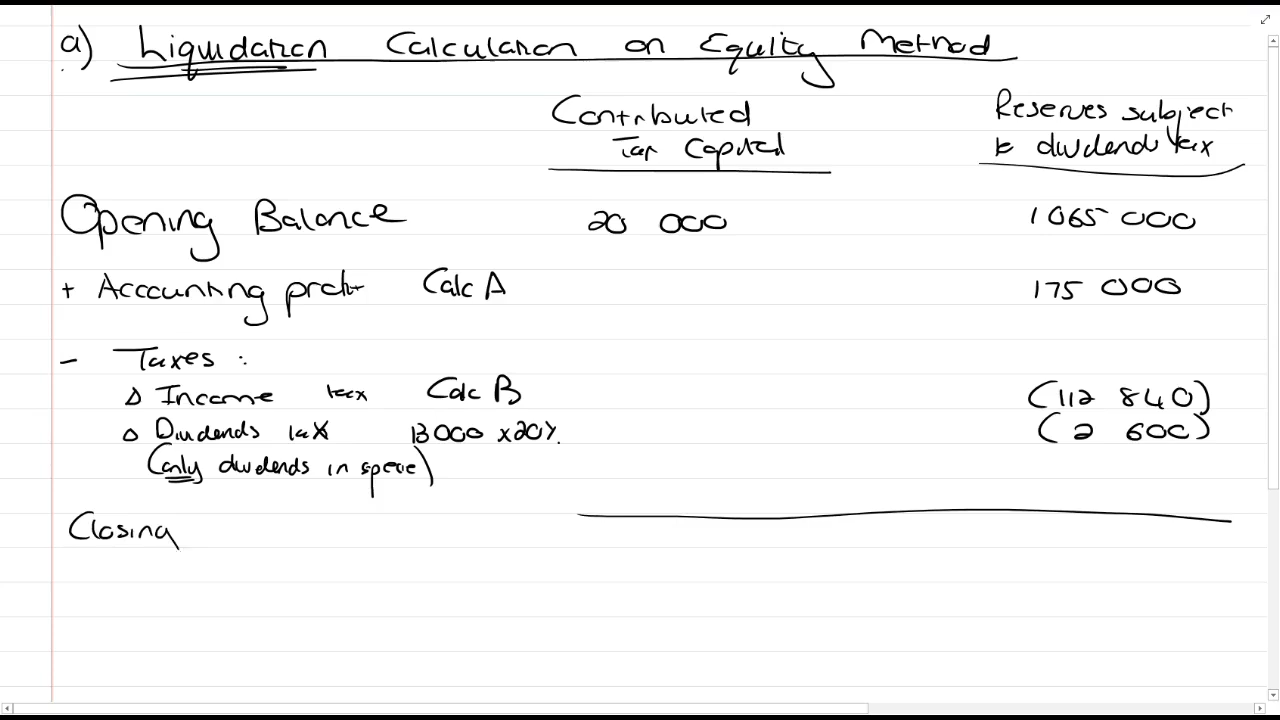 a) Liquidation Calculation on Equity Method
Contributed Tax Capital
Reserves subject to dividends tax
Opening Balance 20 000 1 065 000
+ Accounting profit Calc A 175 000
- Taxes :
Income tax Calc B (112 840)
Dividends tax 13 000 x 20% (2 600)
(only dividends in specie)
Closing